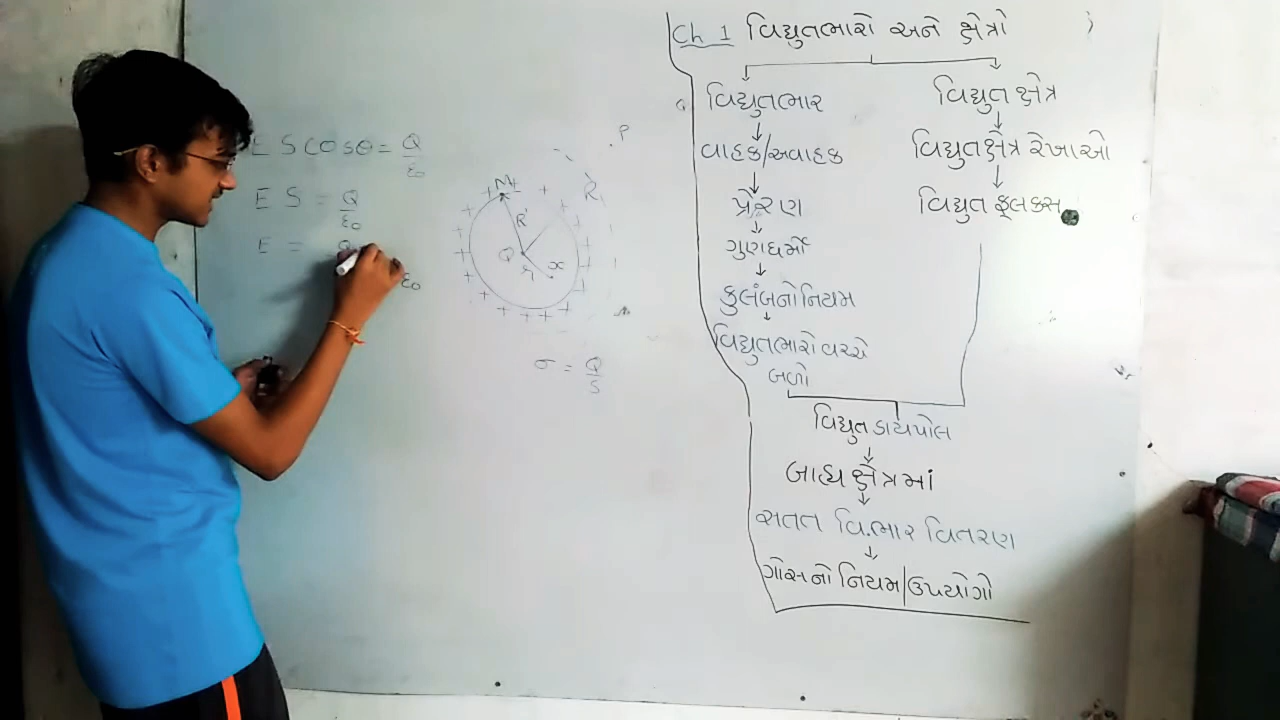 Ch 1 વિદ્યુતભારો અને ક્ષેત્રો
વિદ્યુતભાર
વાહક/અવાહક
પ્રેરણ
ગુણધર્મો
કુલંબનો નિયમ
વિદ્યુતભારો વચ્ચે
બળો
વિદ્યુત ક્ષેત્ર
વિદ્યુતક્ષેત્ર રેખાઓ
વિદ્યુત ફ્લક્સ
વિદ્યુત ડાયપોલ
બાહ્ય ક્ષેત્રમાં
સતત વિ.ભાર વિતરણ
ગોસનો નિયમ/ઉપયોગો
E S cosθ = Q/ε0
E S = Q/ε0
E = Q
ε0
P
M
R
R
Q
r
x
σ = Q/S